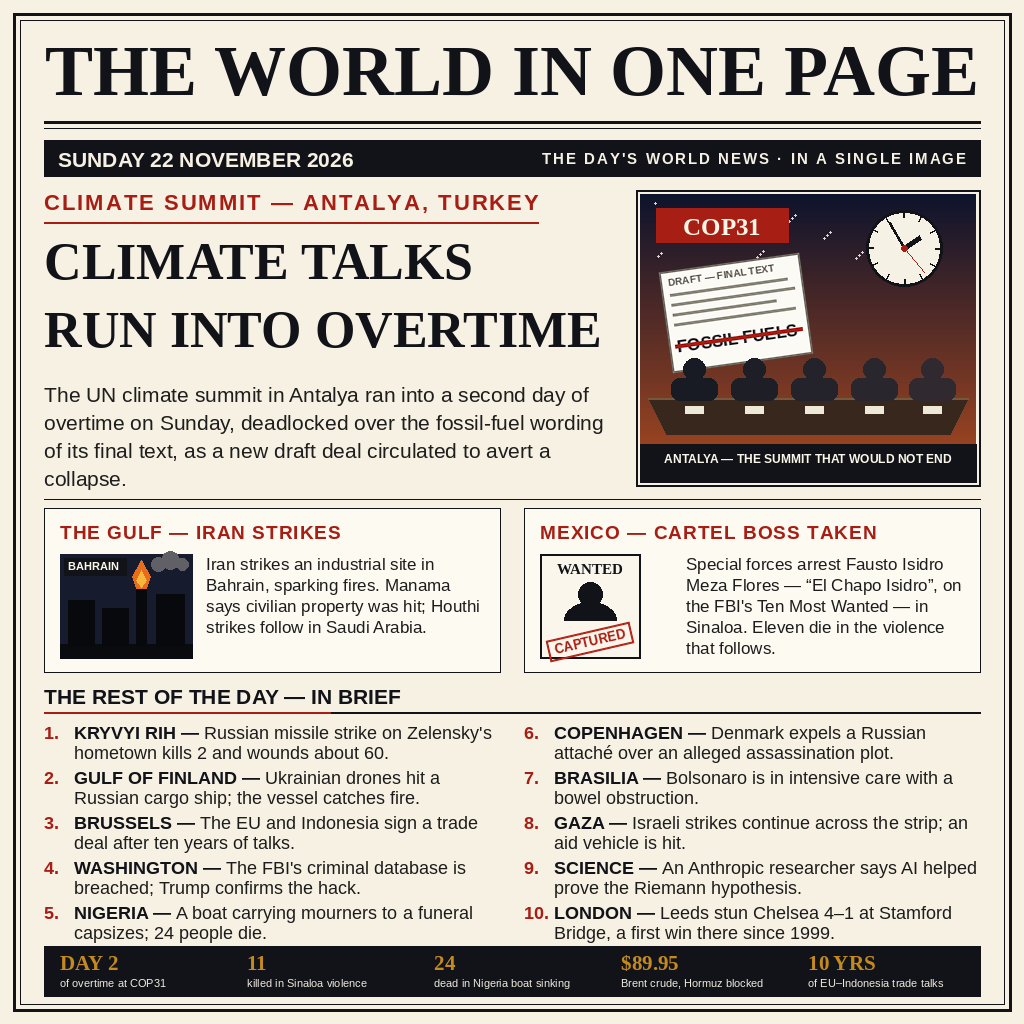 THE WORLD IN ONE PAGE
SUNDAY 22 NOVEMBER 2026
THE DAY'S WORLD NEWS · IN A SINGLE IMAGE
CLIMATE SUMMIT — ANTALYA, TURKEY
CLIMATE TALKS
RUN INTO OVERTIME
The UN climate summit in Antalya ran into a second day of
overtime on Sunday, deadlocked over the fossil-fuel wording
of its final text, as a new draft deal circulated to avert a
collapse.
COP31
DRAFT — FINAL TEXT
FOSSIL FUELS
ANTALYA — THE SUMMIT THAT WOULD NOT END
THE GULF — IRAN STRIKES
BAHRAIN
Iran strikes an industrial site in
Bahrain, sparking fires. Manama
says civilian property was hit; Houthi
strikes follow in Saudi Arabia.
MEXICO — CARTEL BOSS TAKEN
WANTED
CAPTURED
Special forces arrest Fausto Isidro
Meza Flores — “El Chapo Isidro”, on
the FBI's Ten Most Wanted — in
Sinaloa. Eleven die in the violence
that follows.
THE REST OF THE DAY — IN BRIEF
1. KRYVYI RIH — Russian missile strike on Zelensky's
hometown kills 2 and wounds about 60.
2. GULF OF FINLAND — Ukrainian drones hit a
Russian cargo ship; the vessel catches fire.
3. BRUSSELS — The EU and Indonesia sign a trade
deal after ten years of talks.
4. WASHINGTON — The FBI's criminal database is
breached; Trump confirms the hack.
5. NIGERIA — A boat carrying mourners to a funeral
capsizes; 24 people die.
6. COPENHAGEN — Denmark expels a Russian
attaché over an alleged assassination plot.
7. BRASILIA — Bolsonaro is in intensive care with a
bowel obstruction.
8. GAZA — Israeli strikes continue across the strip; an
aid vehicle is hit.
9. SCIENCE — An Anthropic researcher says AI helped
prove the Riemann hypothesis.
10. LONDON — Leeds stun Chelsea 4–1 at Stamford
Bridge, a first win there since 1999.
DAY 2
of overtime at COP31
11
killed in Sinaloa violence
24
dead in Nigeria boat sinking
$89.95
Brent crude, Hormuz blocked
10 YRS
of EU–Indonesia trade talks